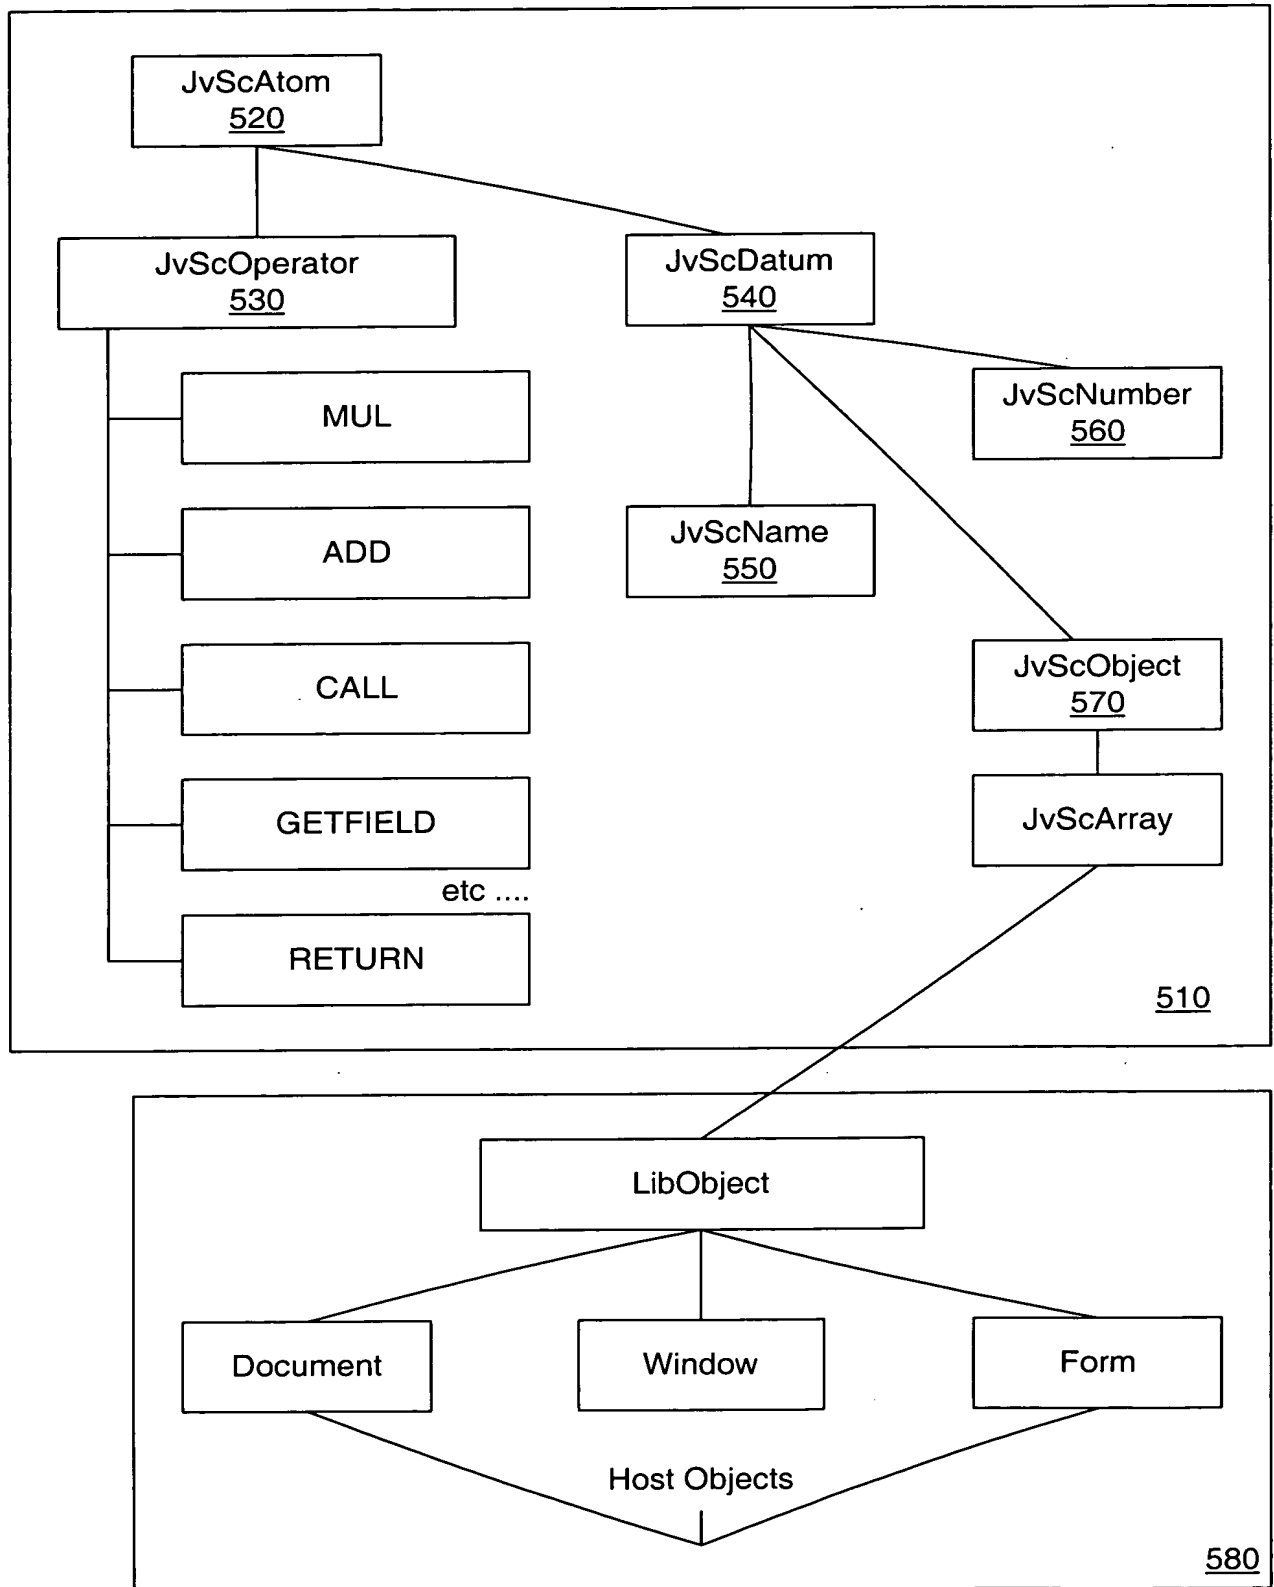 JvScAtom
520
JvScOperator
530
JvScDatum
540
MUL
JvScNumber
560
ADD
JvScName
550
CALL
JvScObject
570
GETFIELD
JvScArray
etc ....
RETURN
510
LibObject
Document
Window
Form
Host Objects
580